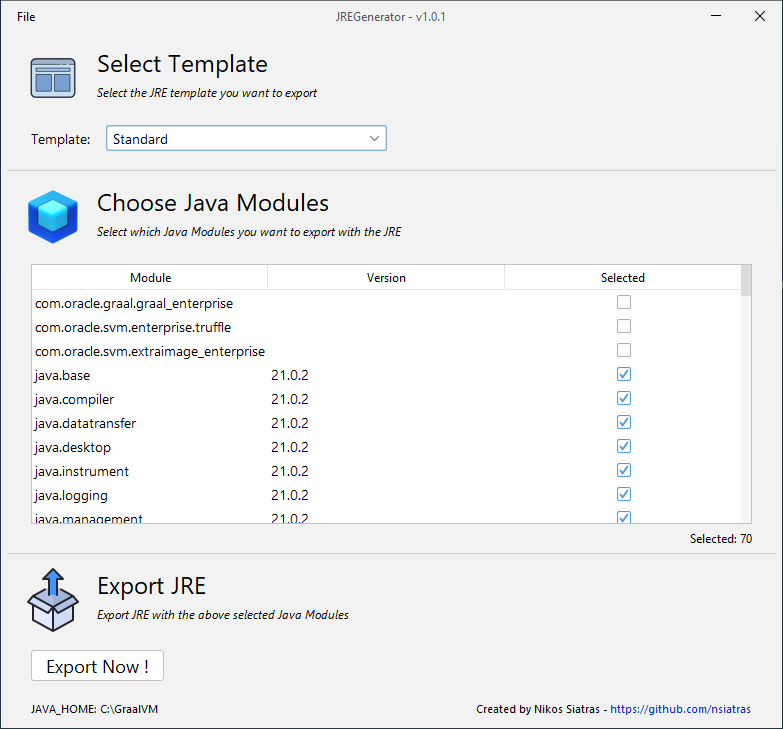 File
JREGenerator - v1.0.1
Select Template
Select the JRE template you want to export
Template: Standard
Choose Java Modules
Select which Java Modules you want to export with the JRE
Module Version Selected
com.oracle.graal.graal_enterprise
com.oracle.svm.enterprise.truffle
com.oracle.svm.extraimage_enterprise
java.base 21.0.2
java.compiler 21.0.2
java.datatransfer 21.0.2
java.desktop 21.0.2
java.instrument 21.0.2
java.logging 21.0.2
java.management 21.0.2
Selected: 70
Export JRE
Export JRE with the above selected Java Modules
Export Now !
JAVA_HOME: C:\GraalVM
Created by Nikos Siatras - https://github.com/nsiatras